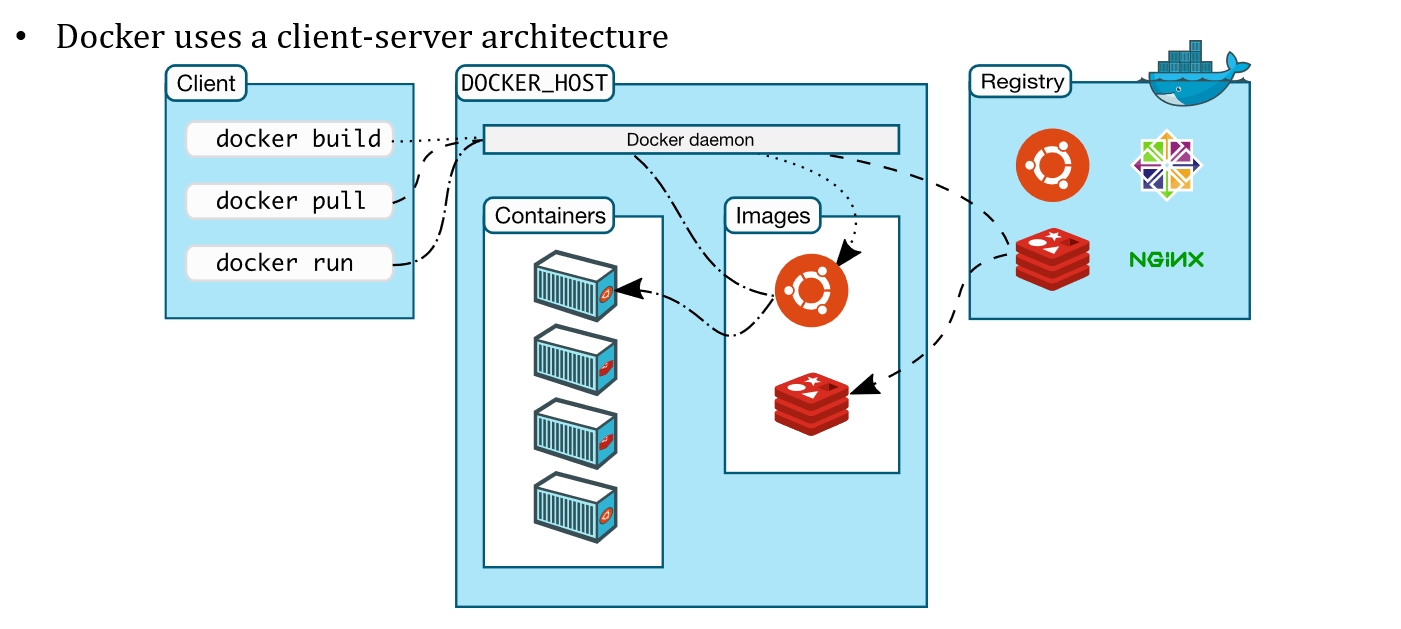 • Docker uses a client-server architecture
Client
docker build
docker pull
docker run
DOCKER_HOST
Docker daemon
Containers
Images
Registry
NGiNX